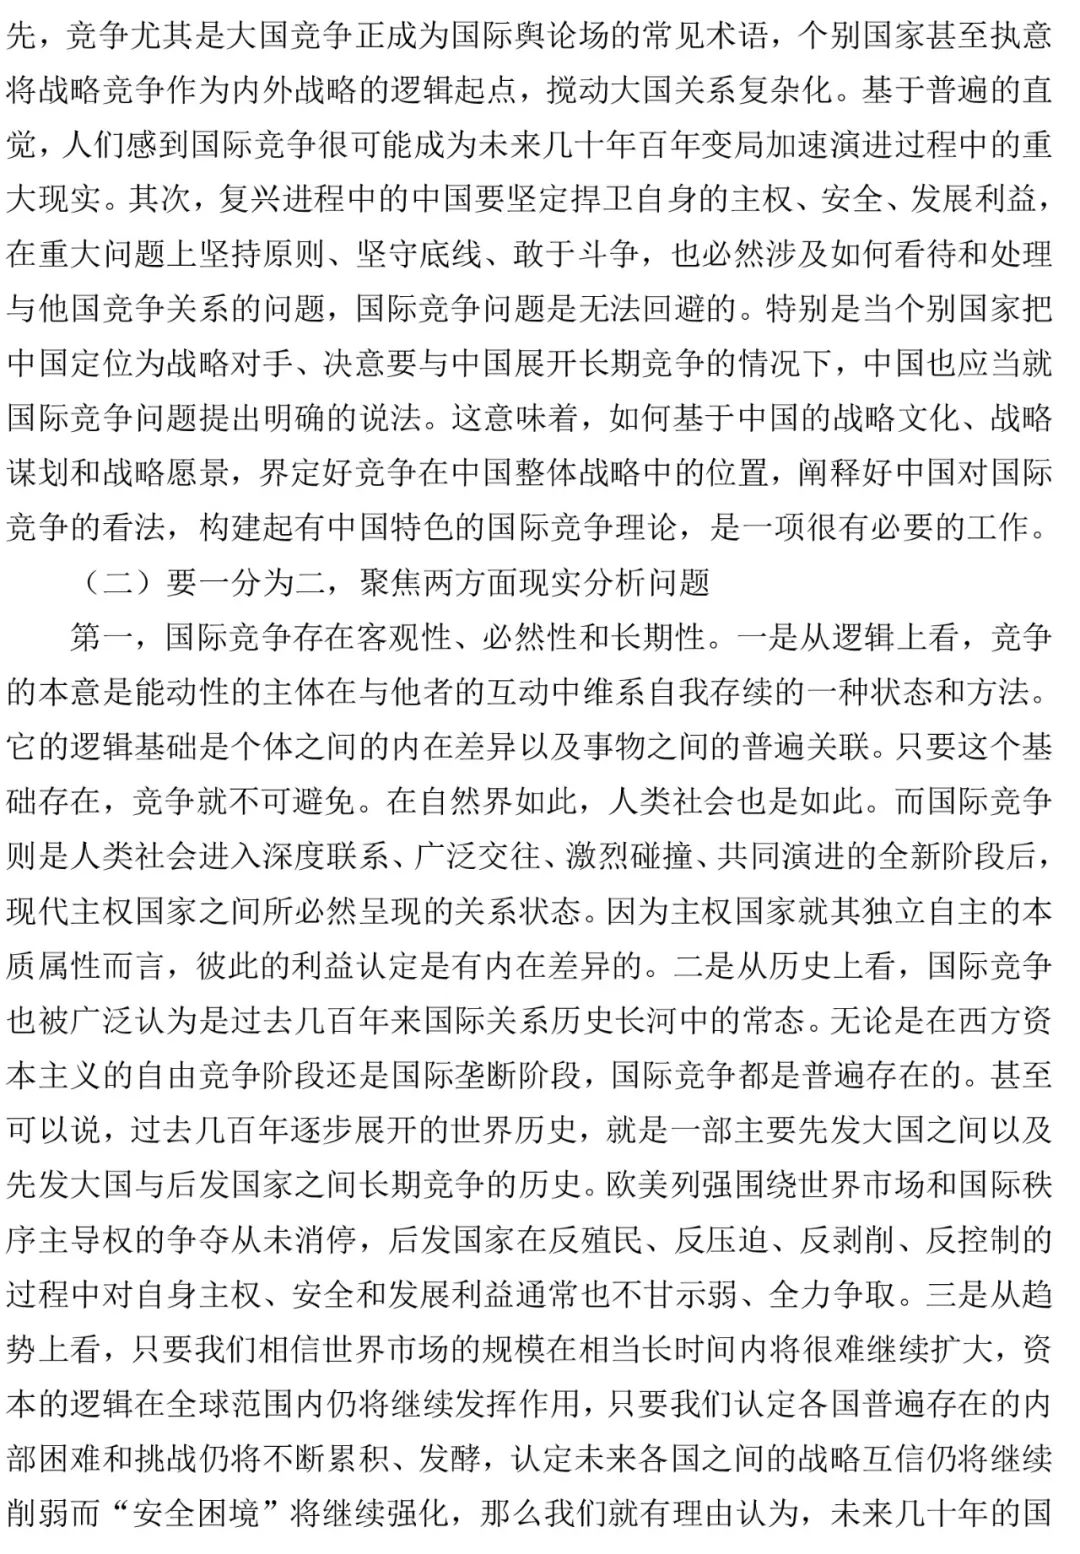 先，竞争尤其是大国竞争正成为国际舆论场的常见术语，个别国家甚至执意
将战略竞争作为内外战略的逻辑起点，搅动大国关系复杂化。基于普遍的直
觉，人们感到国际竞争很可能成为未来几十年百年变局加速演进过程中的重
大现实。其次，复兴进程中的中国要坚定捍卫自身的主权、安全、发展利益，
在重大问题上坚持原则、坚守底线、敢于斗争，也必然涉及如何看待和处理
与他国竞争关系的问题，国际竞争问题是无法回避的。特别是当个别国家把
中国定位为战略对手、决意要与中国展开长期竞争的情况下，中国也应当就
国际竞争问题提出明确的说法。这意味着，如何基于中国的战略文化、战略
谋划和战略愿景，界定好竞争在中国整体战略中的位置，阐释好中国对国际
竞争的看法，构建起有中国特色的国际竞争理论，是一项很有必要的工作。
（二）要一分为二，聚焦两方面现实分析问题
第一，国际竞争存在客观性、必然性和长期性。一是从逻辑上看，竞争
的本意是能动性的主体在与他者的互动中维系自我存续的一种状态和方法。
它的逻辑基础是个体之间的内在差异以及事物之间的普遍关联。只要这个基
础存在，竞争就不可避免。在自然界如此，人类社会也是如此。而国际竞争
则是人类社会进入深度联系、广泛交往、激烈碰撞、共同演进的全新阶段后，
现代主权国家之间所必然呈现的关系状态。因为主权国家就其独立自主的本
质属性而言，彼此的利益认定是有内在差异的。二是从历史上看，国际竞争
也被广泛认为是过去几百年来国际关系历史长河中的常态。无论是在西方资
本主义的自由竞争阶段还是国际垄断阶段，国际竞争都是普遍存在的。甚至
可以说，过去几百年逐步展开的世界历史，就是一部主要先发大国之间以及
先发大国与后发国家之间长期竞争的历史。欧美列强围绕世界市场和国际秩
序主导权的争夺从未消停，后发国家在反殖民、反压迫、反剥削、反控制的
过程中对自身主权、安全和发展利益通常也不甘示弱、全力争取。三是从趋
势上看，只要我们相信世界市场的规模在相当长时间内将很难继续扩大，资
本的逻辑在全球范围内仍将继续发挥作用，只要我们认定各国普遍存在的内
部困难和挑战仍将不断累积、发酵，认定未来各国之间的战略互信仍将继续
削弱而“安全困境”将继续强化，那么我们就有理由认为，未来几十年的国